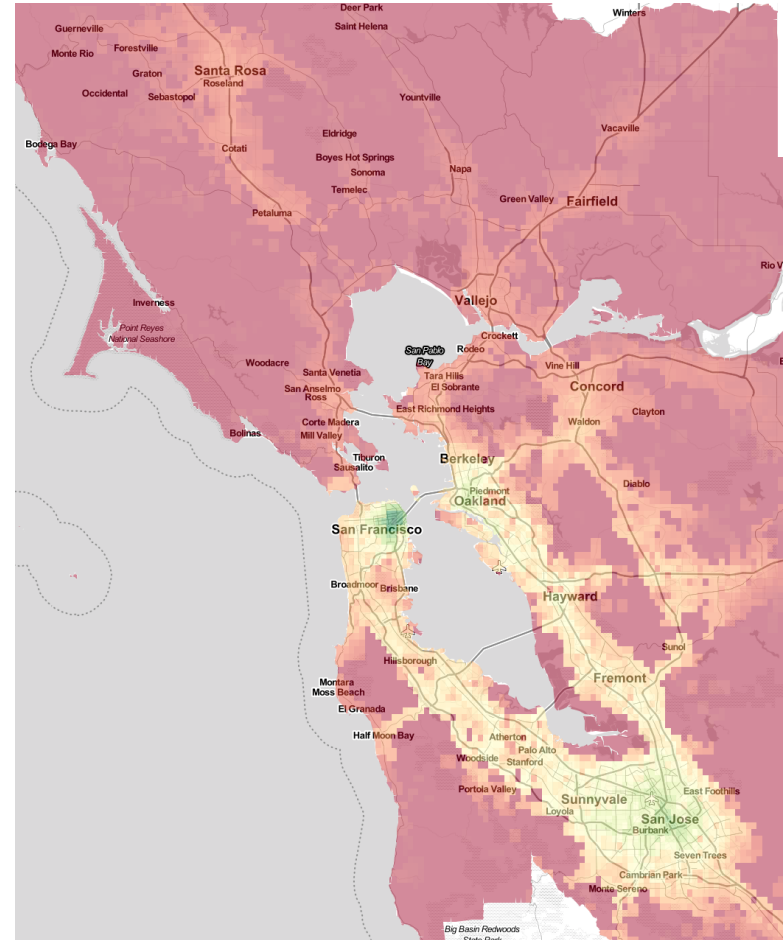 Deer Park
Winters
Guerneville
Saint Helena
Forestville
Monte Rio
Graton
Santa Rosa
Roseland
Occidental
Sebastopol
Yountville
Vacaville
Eldridge
Bodega Bay
Cotati
Boyes Hot Springs
Sonoma
Napa
Temelec
Green Valley
Fairfield
Petaluma
Rio V
Inverness
Vallejo
Point Reyes
National Seashore
Crockett
San Pablo
Bay
Rodeo
Woodacre
Vine Hill
Santa Venetia
Tara Hills
El Sobrante
Concord
San Anselmo
Ross
East Richmond Heights
Clayton
Corte Madera
Waldon
Bolinas
Mill Valley
Tiburon
Berkeley
Sausalito
Diablo
Piedmont
Oakland
San Francisco
Broadmoor
Brisbane
Hayward
Sunol
Hillsborough
Fremont
Montara
Moss Beach
El Granada
Half Moon Bay
Atherton
Palo Alto
Woodside
Stanford
Portola Valley
East Foothills
Sunnyvale
Loyola
San Jose
Burbank
Seven Trees
Cambrian Park
Monte Sereno
Big Basin Redwoods
State Park